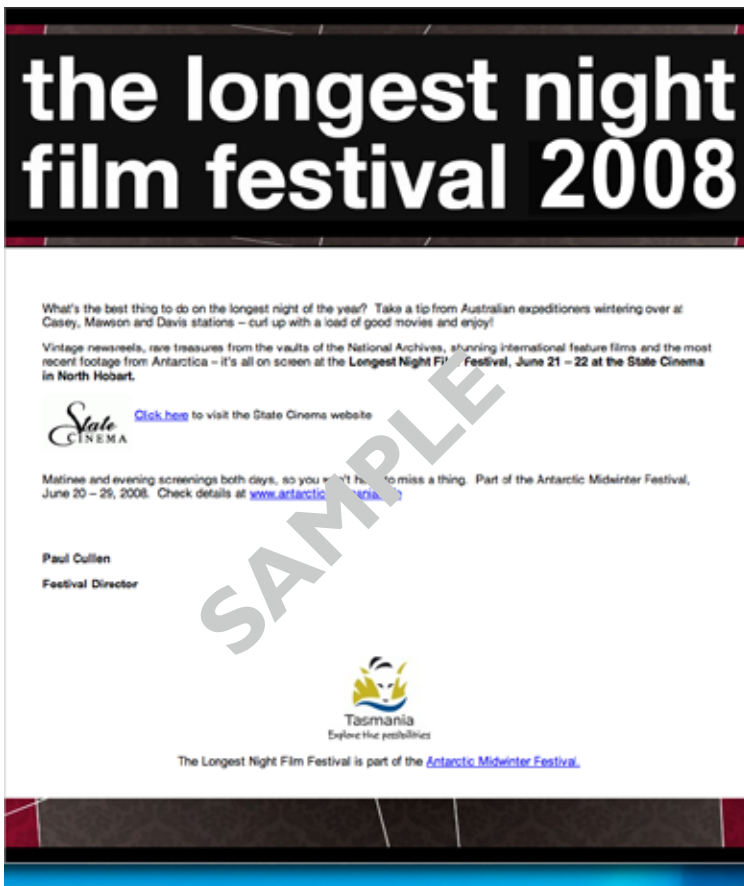 the longest night
film festival 2008
What's the best thing to do on the longest night of the year? Take a tip from Australian expeditioners wintering over at
Casey, Mawson and Davis stations – curl up with a load of good movies and enjoy!
Vintage newsreels, rare treasures from the vaults of the National Archives, stunning international feature films and the most
recent footage from Antarctica – it's all on screen at the Longest Night Film Festival, June 21 – 22 at the State Cinema
in North Hobart.
State
CINEMA
Click here to visit the State Cinema website
Matinee and evening screenings both days, so you won't have to miss a thing. Part of the Antarctic Midwinter Festival,
June 20 – 29, 2008. Check details at
SAMPLE
Paul Cullen
Festival Director
Tasmania
Explore the possibilities
The Longest Night Film Festival is part of the Antarctic Midwinter Festival.